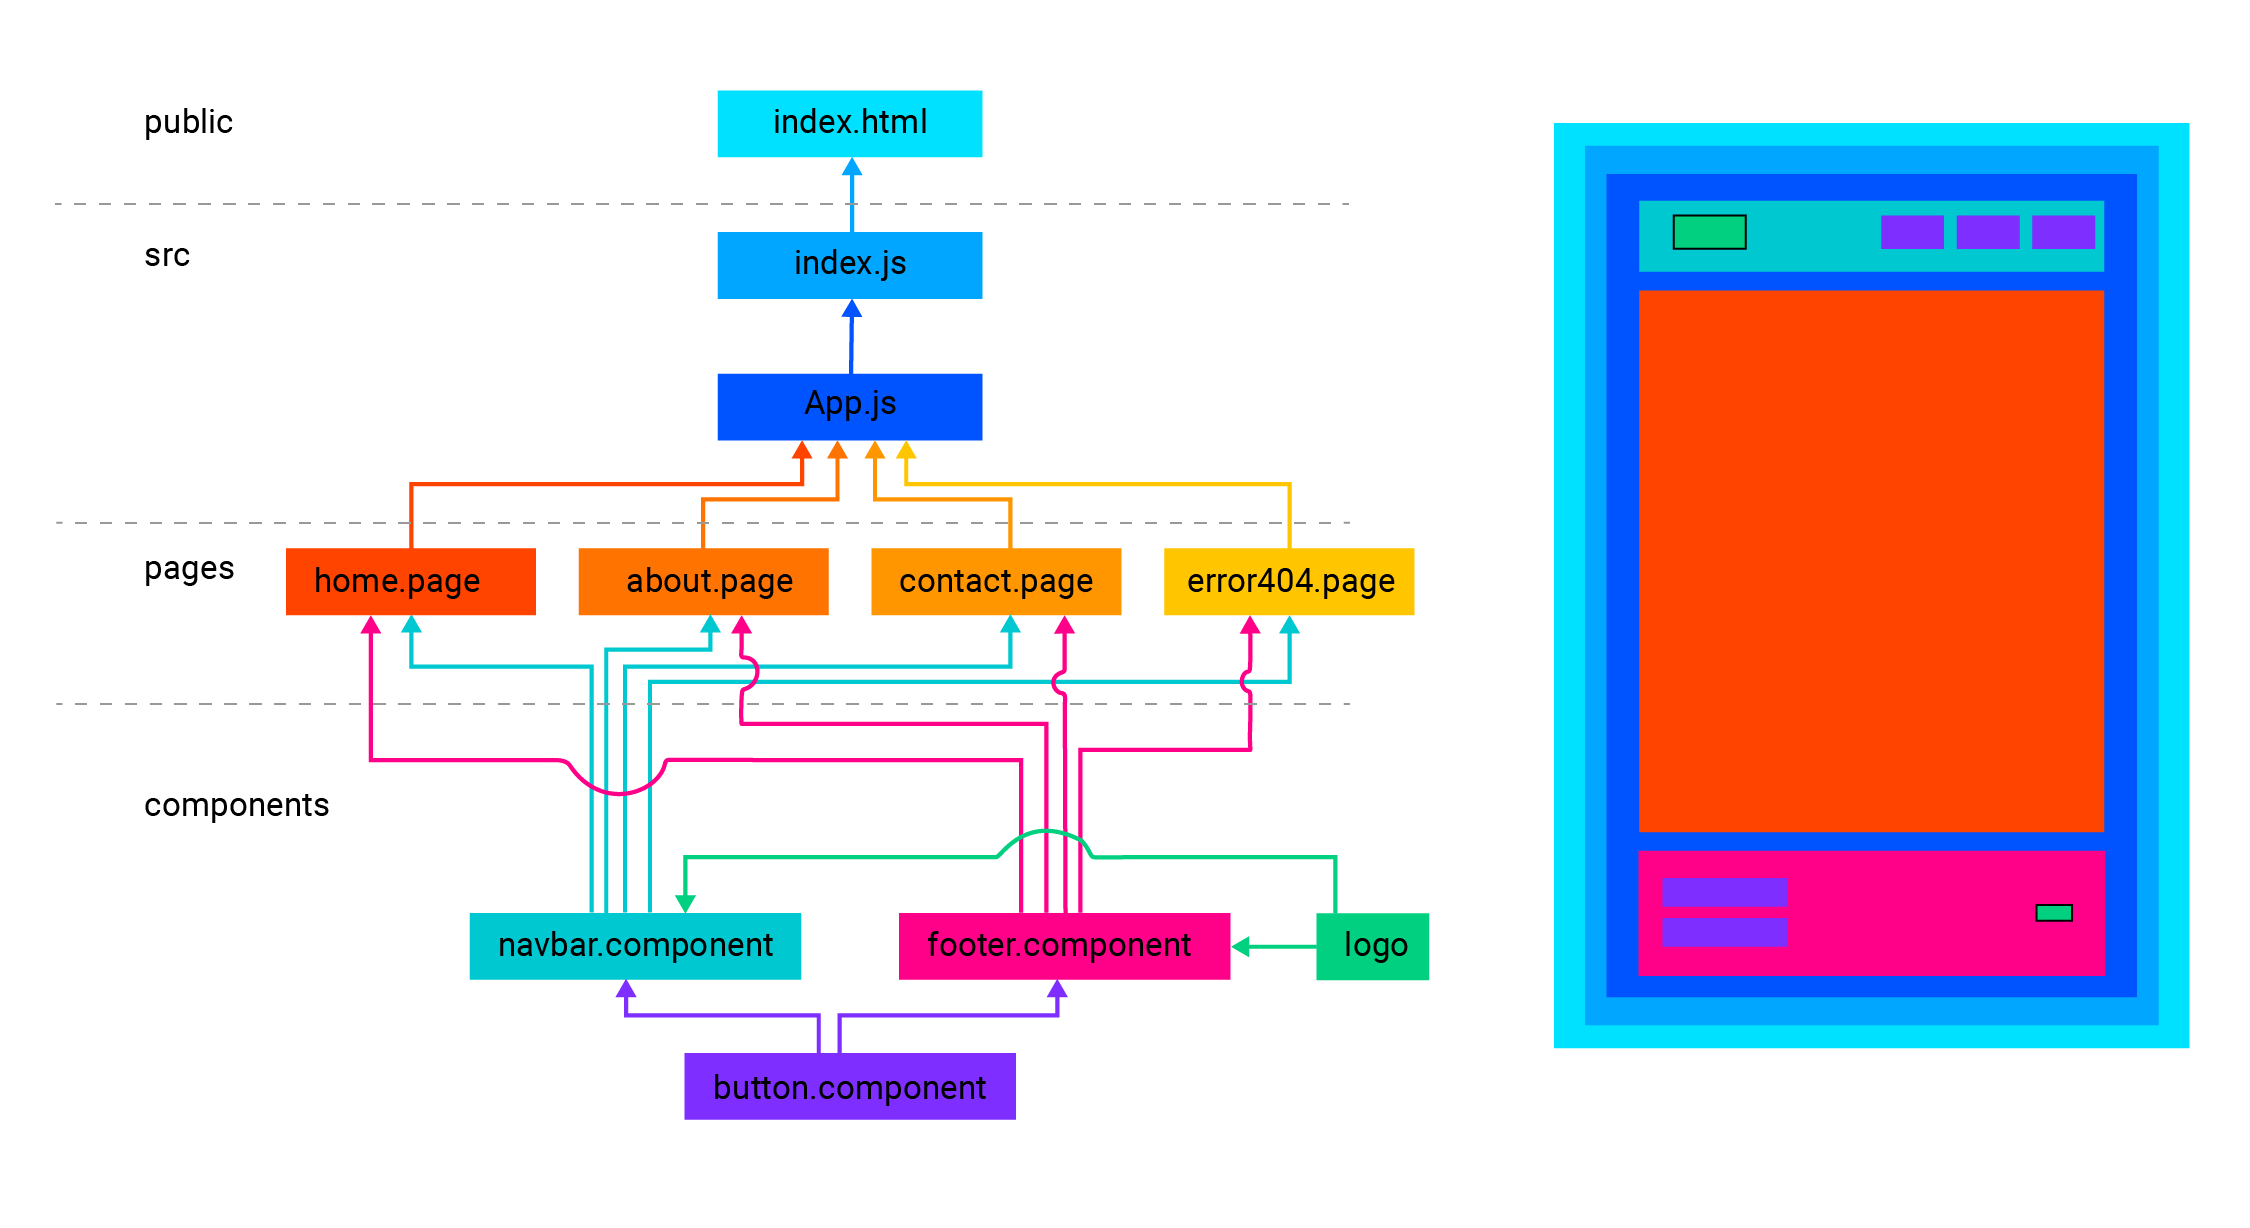 public
index.html
src
index.js
App.js
pages
home.page
about.page
contact.page
error404.page
components
navbar.component
footer.component
logo
button.component